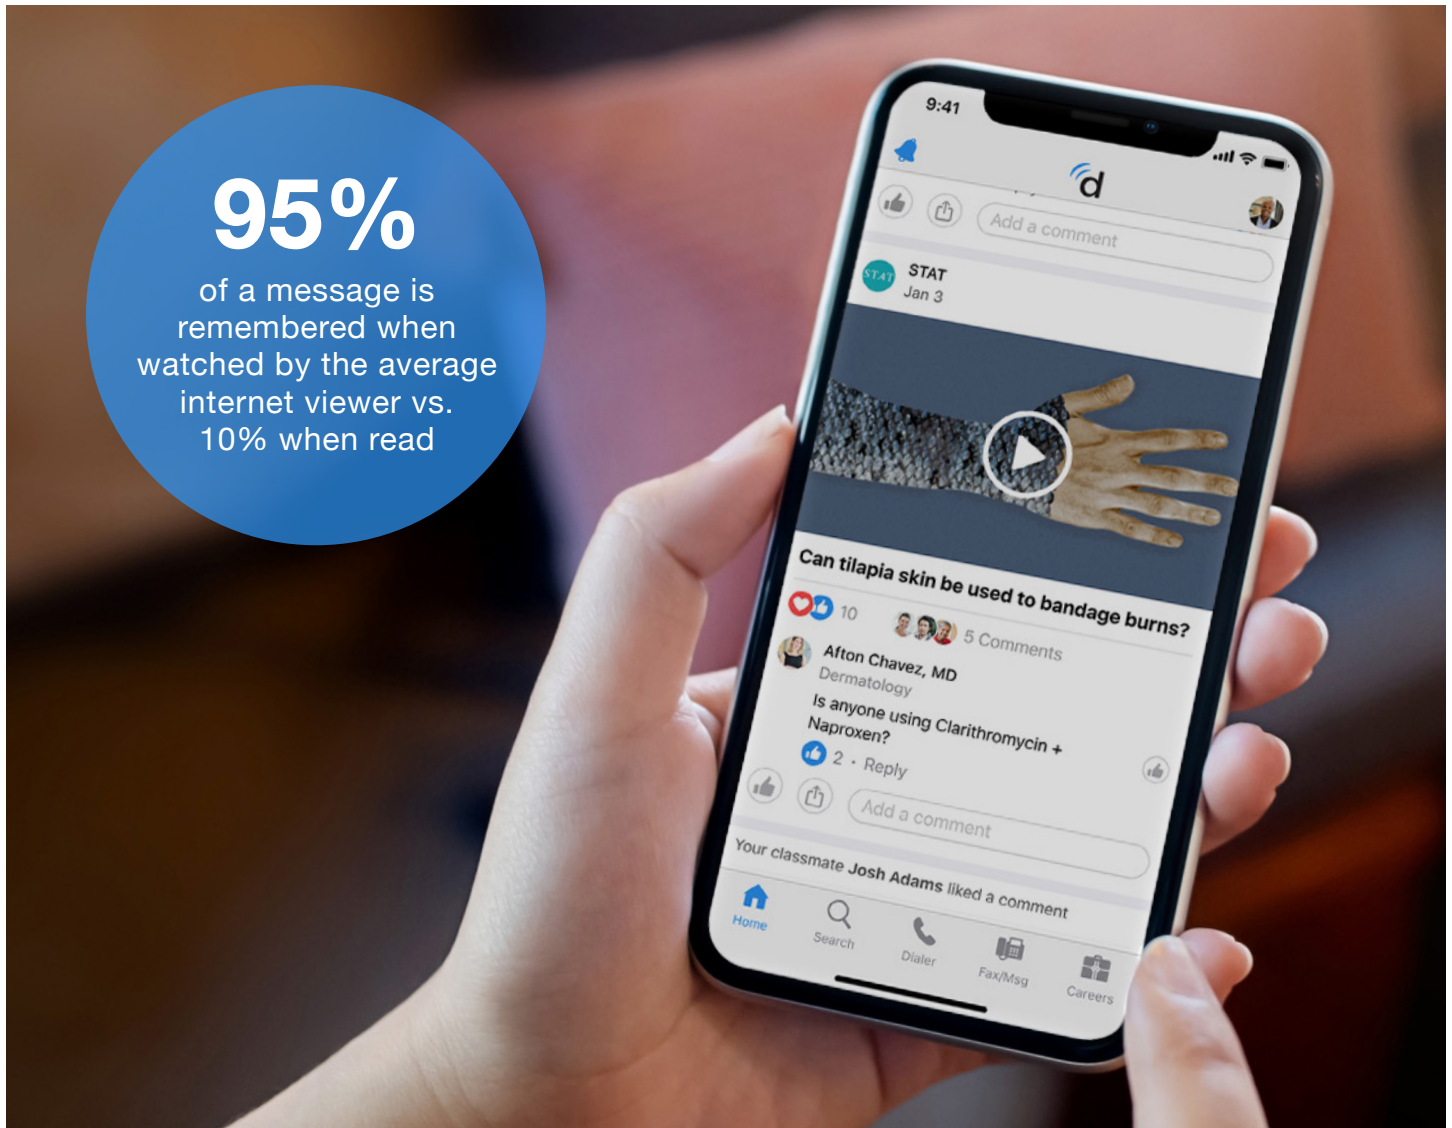 95%
of a message is
remembered when
watched by the average
internet viewer vs.
10% when read
9:41
d
Add a comment
STAT
STAT
Jan 3
Can tilapia skin be used to bandage burns?
10
5 Comments
Afton Chavez, MD
Dermatology
Is anyone using Clarithromycin +
Naproxen?
2 · Reply
Add a comment
Your classmate Josh Adams liked a comment
Home
Search
Dialer
Fax/Msg
Careers